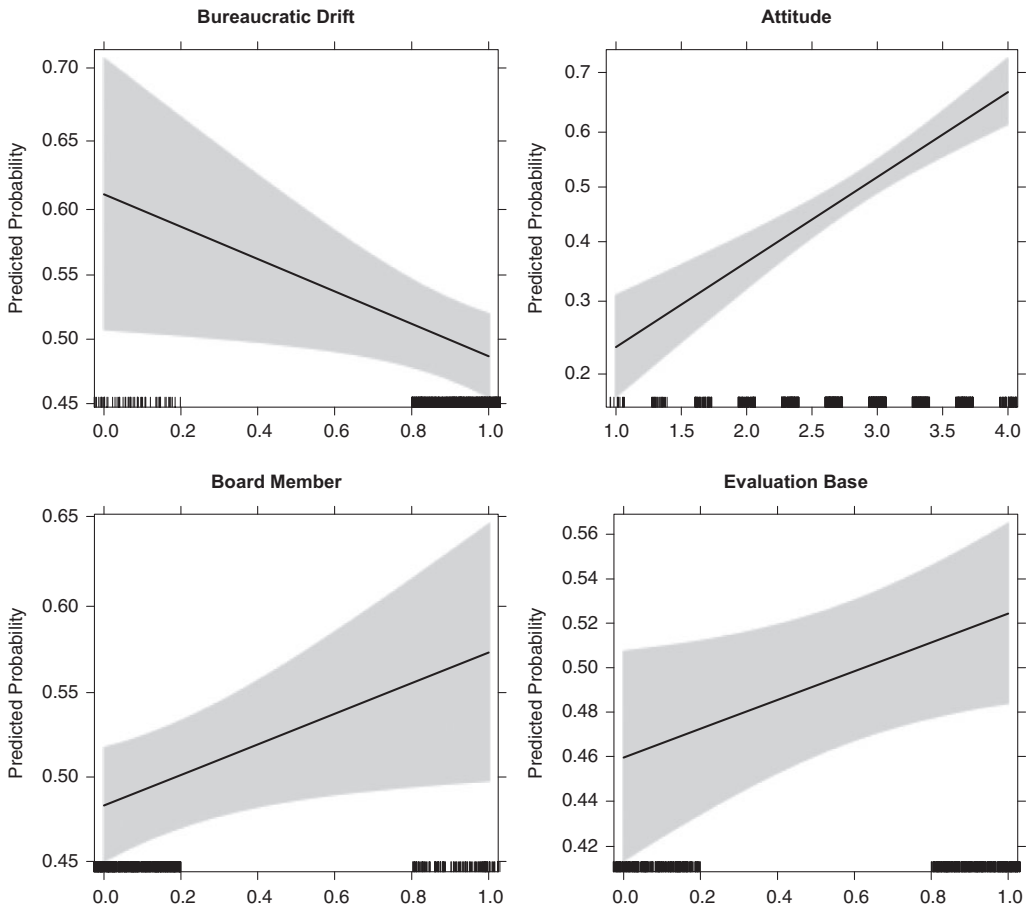 Bureaucratic Drift
Predicted Probability
0.70
0.65
0.60
0.55
0.50
0.45
0.0 0.2 0.4 0.6 0.8 1.0
Attitude
Predicted Probability
0.7
0.6
0.5
0.4
0.3
0.2
1.0 1.5 2.0 2.5 3.0 3.5 4.0
Board Member
Predicted Probability
0.65
0.60
0.55
0.50
0.45
0.0 0.2 0.4 0.6 0.8 1.0
Evaluation Base
Predicted Probability
0.56
0.54
0.52
0.50
0.48
0.46
0.44
0.42
0.0 0.2 0.4 0.6 0.8 1.0